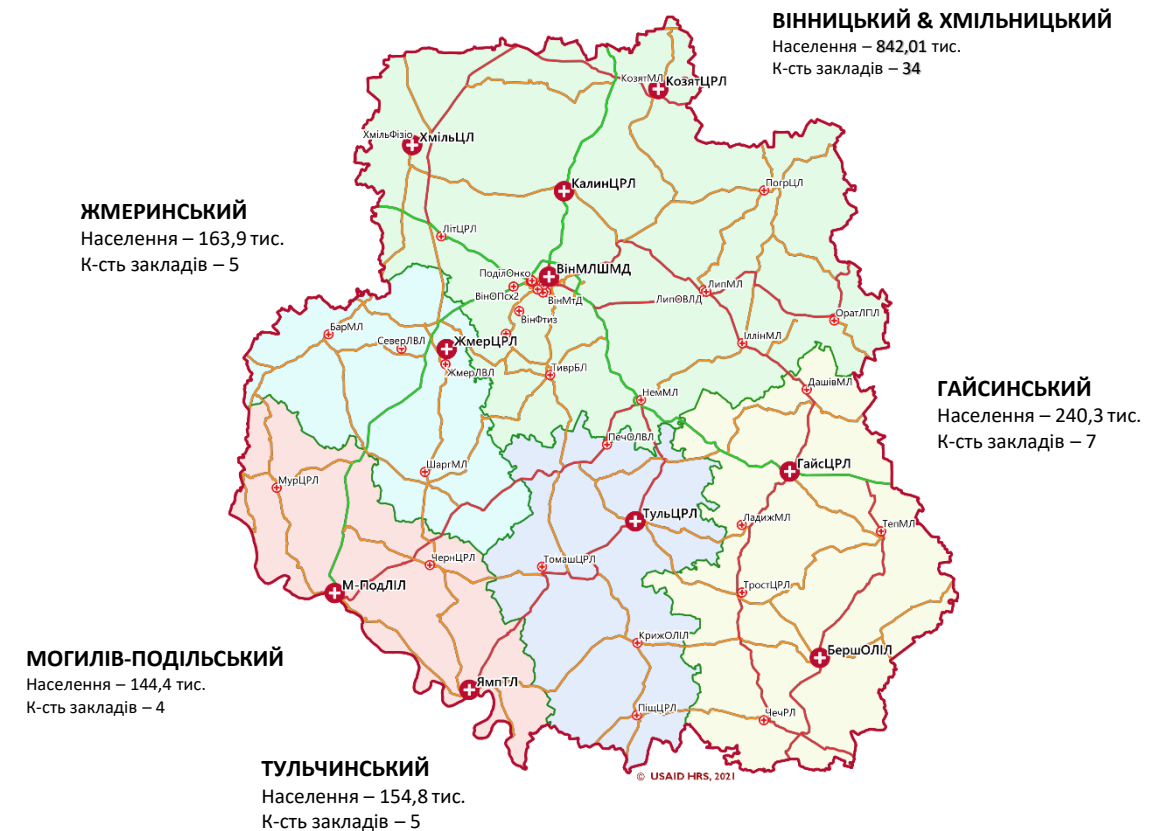 ВІННИЦЬКИЙ & ХМІЛЬНИЦЬКИЙ
Населення – 842,01 тис.
К-сть закладів – 34
КозятМЛ
КозятЦРЛ
ХмільФізіо
ХмільЦЛ
КалинЦРЛ
ПогрЦЛ
ЖМЕРИНСЬКИЙ
Населення – 163,9 тис.
К-сть закладів – 5
ЛітЦРЛ
ПоділОнко
ВінМЛШМД
ВінОПсх2
ВінМтД
ЛипОВЛД
ЛипМЛ
ОратЛПЛ
ВінФтиз
БарМЛ
СеверЛВЛ
ЖмерЦРЛ
ІллінМЛ
ЖмерЛВЛ
ТиврБЛ
НемМЛ
ДашівМЛ
ГАЙСИНСЬКИЙ
Населення – 240,3 тис.
К-сть закладів – 7
ПечОЛВЛ
ШаргМЛ
ГайсЦРЛ
МурЦРЛ
ТульЦРЛ
ЛадижМЛ
ТепМЛ
ЧернЦРЛ
ТомашЦРЛ
М-ПодЛІЛ
ТростЦРЛ
КрижОЛІЛ
БершОЛІЛ
МОГИЛІВ-ПОДІЛЬСЬКИЙ
Населення – 144,4 тис.
К-сть закладів – 4
ЯмпТЛ
ПіщЦРЛ
ЧечРЛ
ТУЛЬЧИНСЬКИЙ
Населення – 154,8 тис.
К-сть закладів – 5
© USAID HRS, 2021